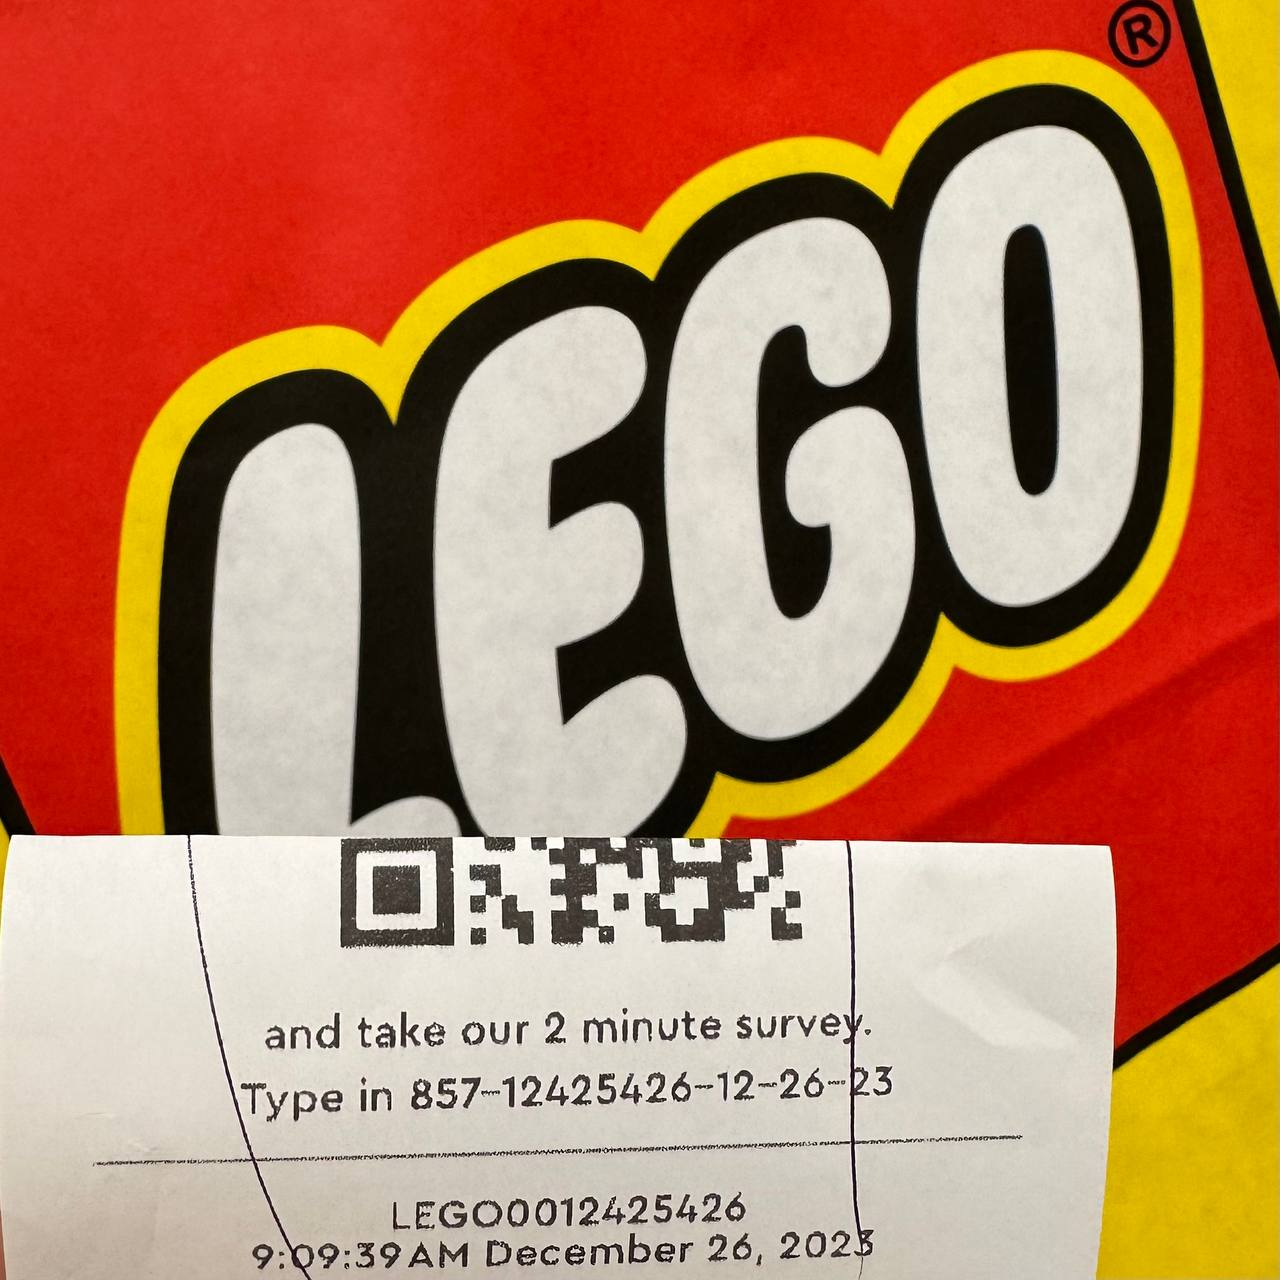 LEGO®
and take our 2 minute survey.
Type in 857-12425426-12-26-23
LEGO0012425426
9:09:39AM December 26, 2023